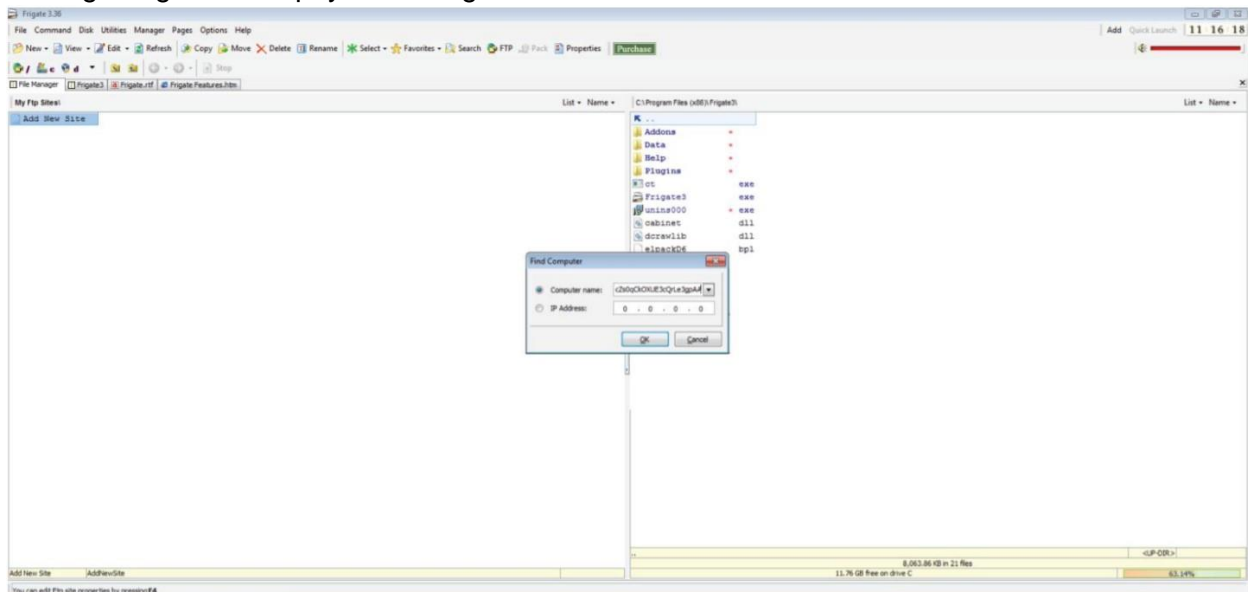 Frigate 3.36
File Command Disk Utilities Manager Pages Options Help
Add Quick Launch 11 16 18
New View Edit Refresh Copy Move Delete Rename Select Favorites Search FTP Pack Properties Purchase
Stop
File Manager Frigate3 Frigate.rtf Frigate Features.htm
My Ftp Sites\ List Name
C:\Program Files (x86)\Frigate3\ List Name
Add New Site
..
Addons
Data
Help
Plugins
ct exe
Frigate3 exe
unins000 exe
cabinet dll
dcrawlib dll
elpackD6 bpl
Find Computer
Computer name:
IP Address: 0 . 0 . 0 . 0
OK Cancel
.. <UP-DIR>
8,063.86 KB in 21 files
Add New Site AddNewSite
11.76 GB free on drive C 63.14%
You can edit Ftp site properties by pressing F4